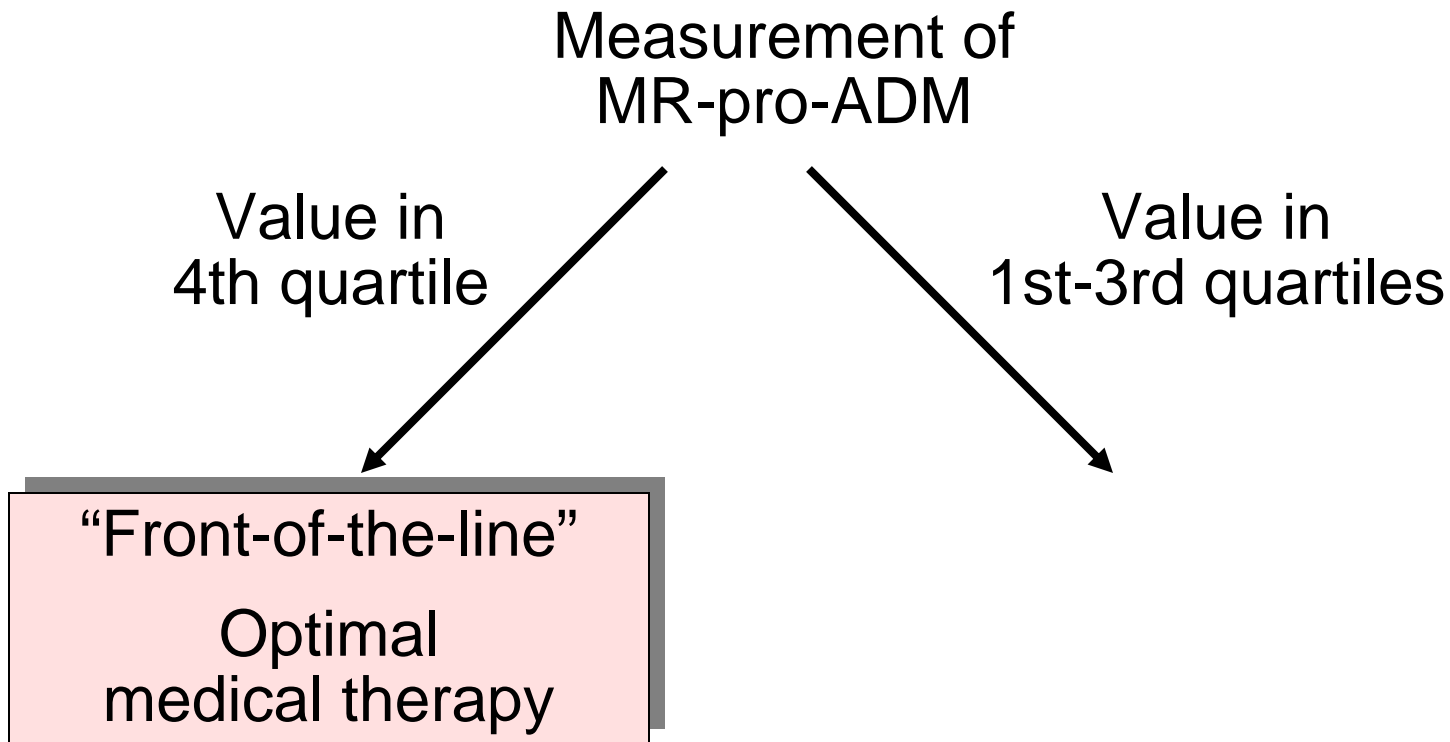 Measurement of
MR-pro-ADM
Value in
4th quartile
Value in
1st-3rd quartiles
“Front-of-the-line”
Optimal
medical therapy